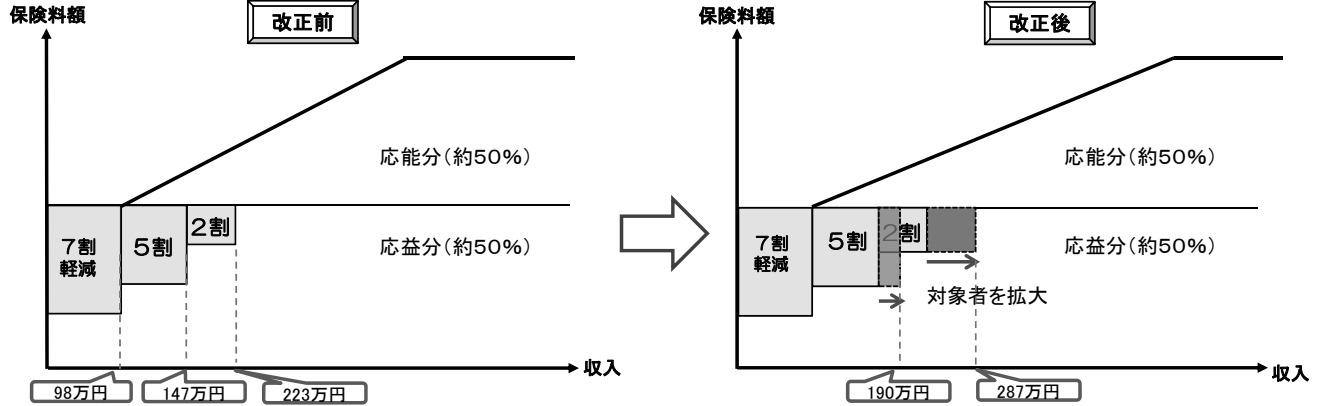 保険料額
改正前
応能分(約50%)
7割
軽減
5割
2割
応益分(約50%)
収入
98万円
147万円
223万円
保険料額
改正後
応能分(約50%)
7割
軽減
5割
2割
応益分(約50%)
対象者を拡大
収入
190万円
287万円